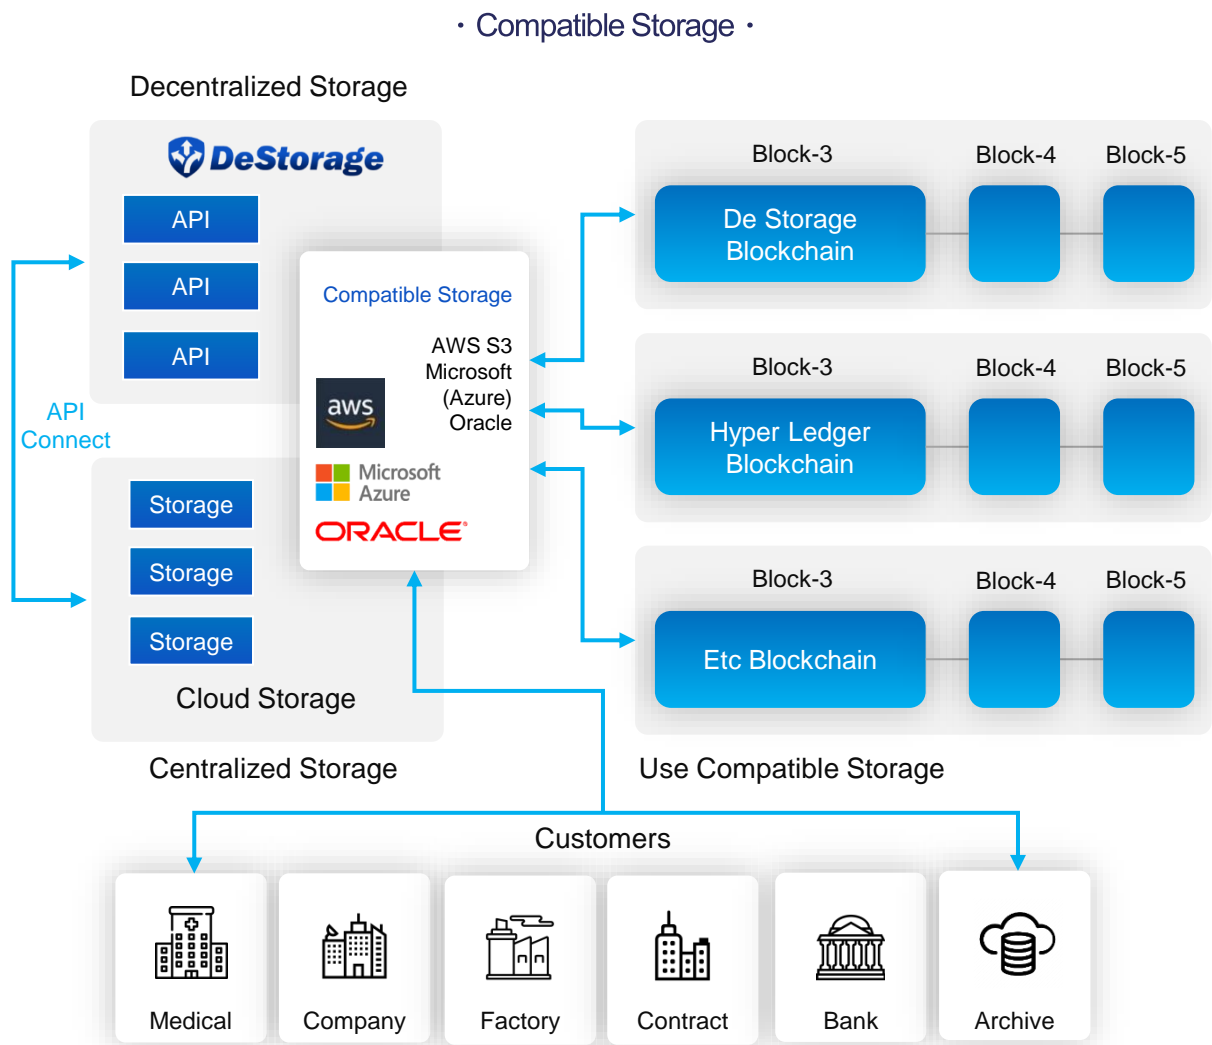 · Compatible Storage ·
Decentralized Storage
DeStorage
API
API
API
API
Connect
Storage
Storage
Storage
Cloud Storage
Centralized Storage
Compatible Storage
AWS S3
Microsoft
(Azure)
Oracle
aws
Microsoft
Azure
ORACLE®
Block-3 Block-4 Block-5
De Storage
Blockchain
Block-3 Block-4 Block-5
Hyper Ledger
Blockchain
Block-3 Block-4 Block-5
Etc Blockchain
Use Compatible Storage
Customers
Medical Company Factory Contract Bank Archive